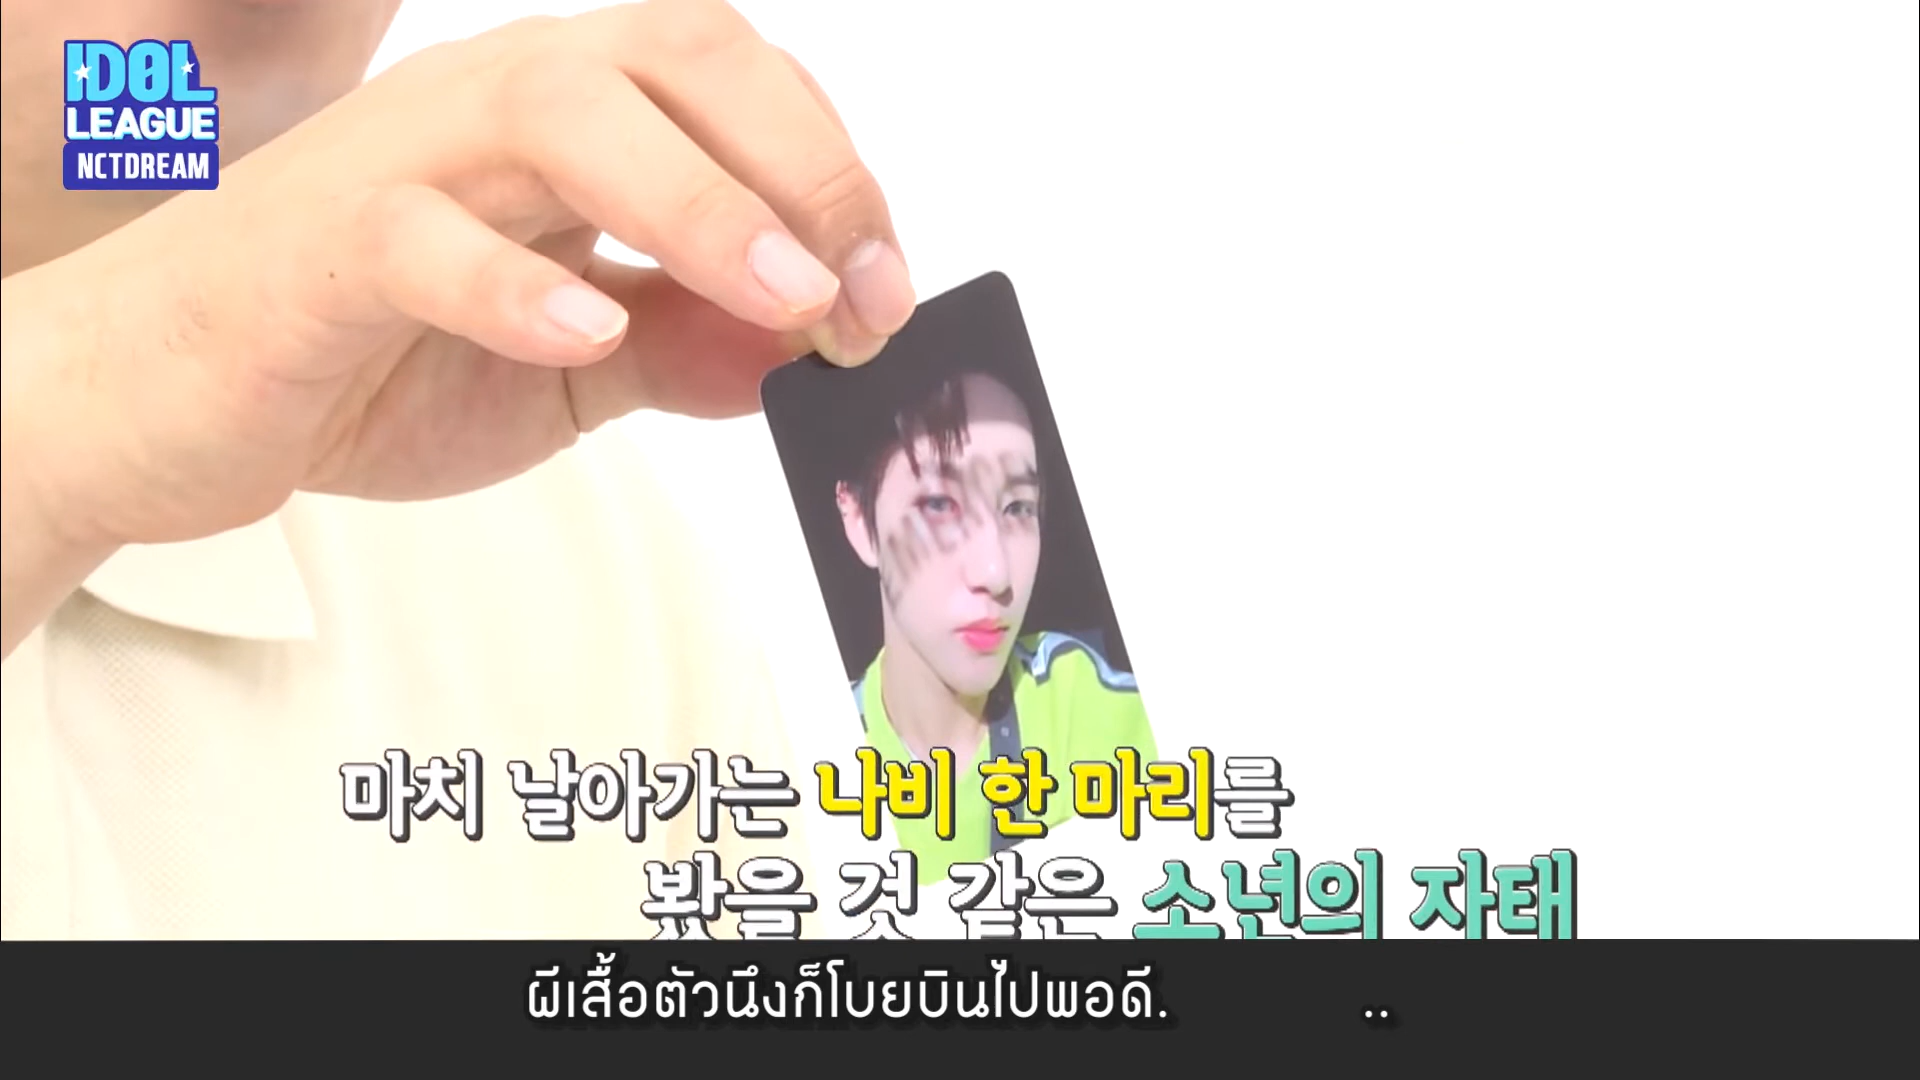 IDOL
LEAGUE
NCTDREAM
마치 날아가는 나비 한 마리를
봤을 것 같은 소년의 자태
ผีเสื้อตัวนึงก็โบยบินไปพอดี. ..